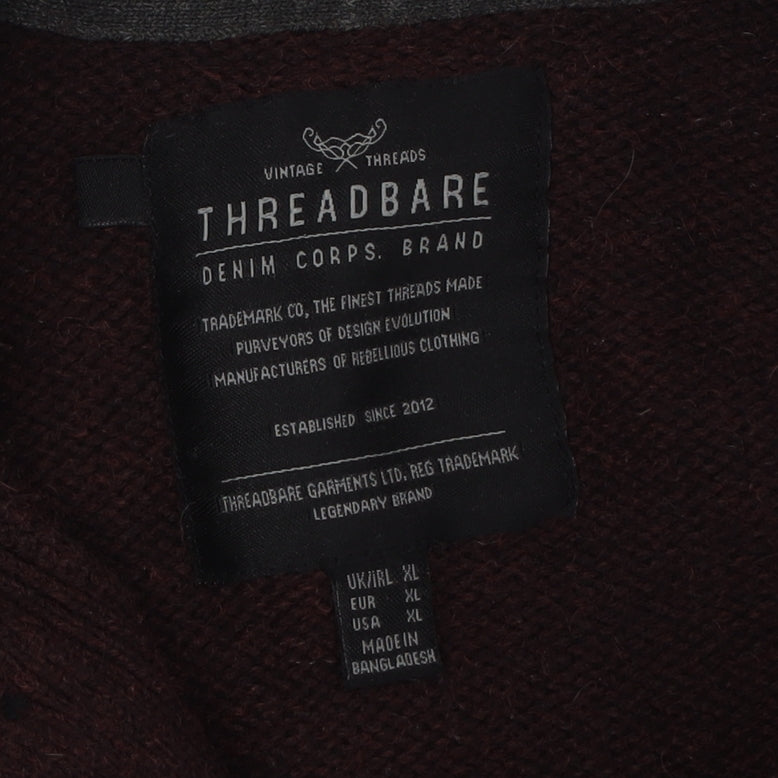 VINTAGE THREADS
THREADBARE
DENIM CORPS. BRAND
TRADEMARK CO, THE FINEST THREADS MADE
PURVEYORS OF DESIGN EVOLUTION
MANUFACTURERS OF REBELLIOUS CLOTHING
ESTABLISHED SINCE 2012
THREADBARE GARMENTS LTD. REG TRADEMARK
LEGENDARY BRAND
UK/IRL XL
EUR XL
USA XL
MADE IN
BANGLADESH